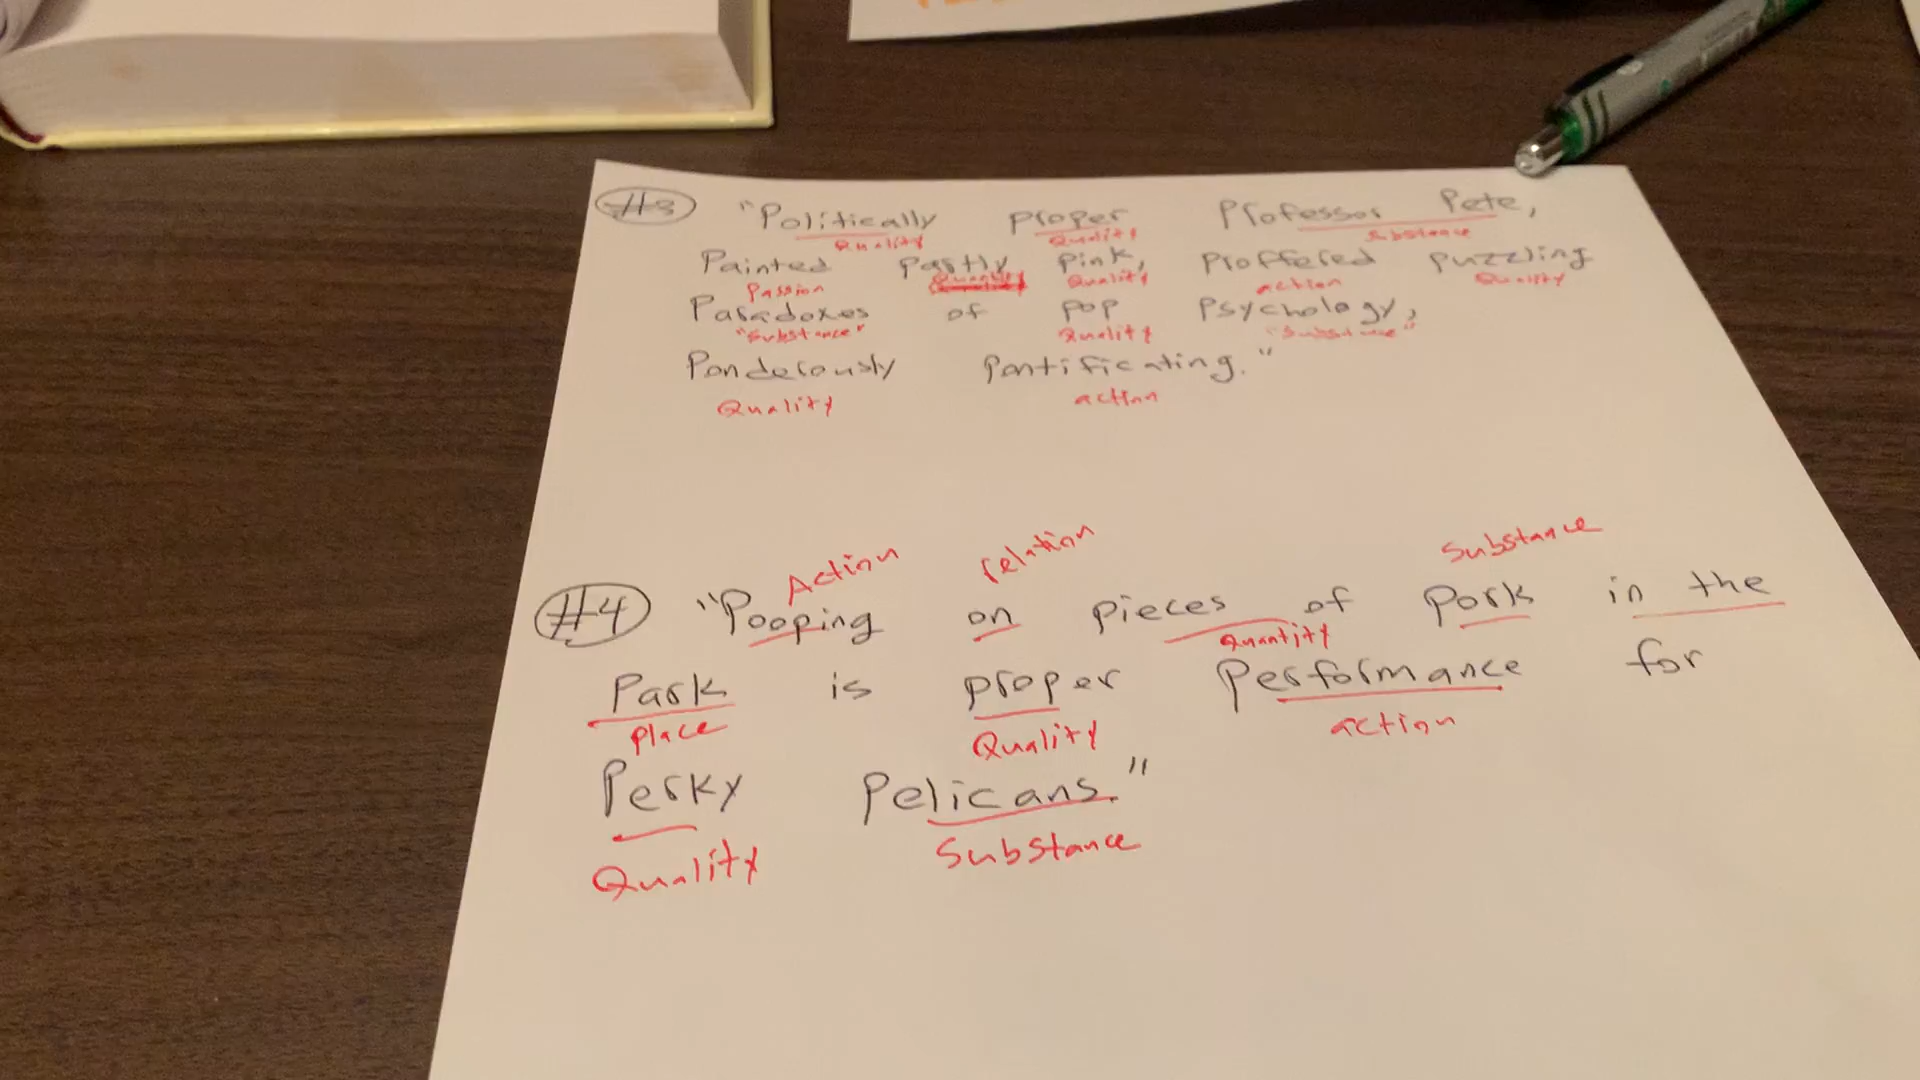 #3 "Politically proper Professor Pete,
Quality Quality Substance
Painted partly pink, proffered puzzling
Passion Quantity Quality action Quality
Paradoxes of pop psychology,
"Substance" Quality "Substance"
Ponderously pontificating."
Quality action
Action relation Substance
#4 "Pooping on pieces of pork in the
Quantity
Park is proper performance for
place Quality action
Perky pelicans."
Quality Substance